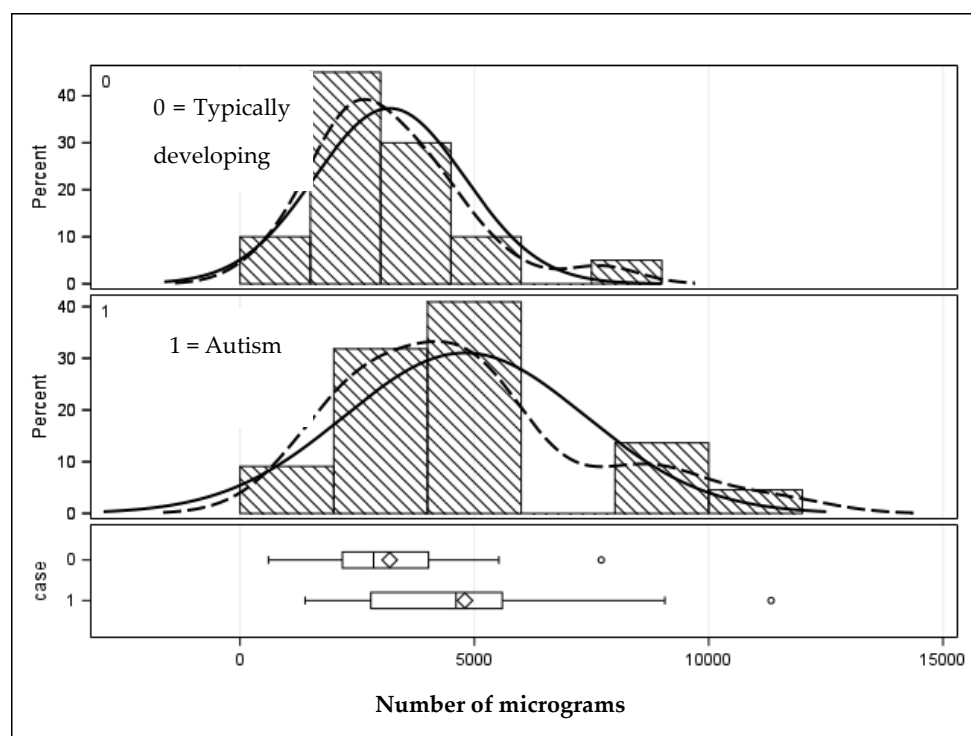 0
0 = Typically
developing
Percent
40
30
20
10
0
1
1 = Autism
Percent
40
30
20
10
0
case
0
1
0 5000 10000 15000
Number of micrograms